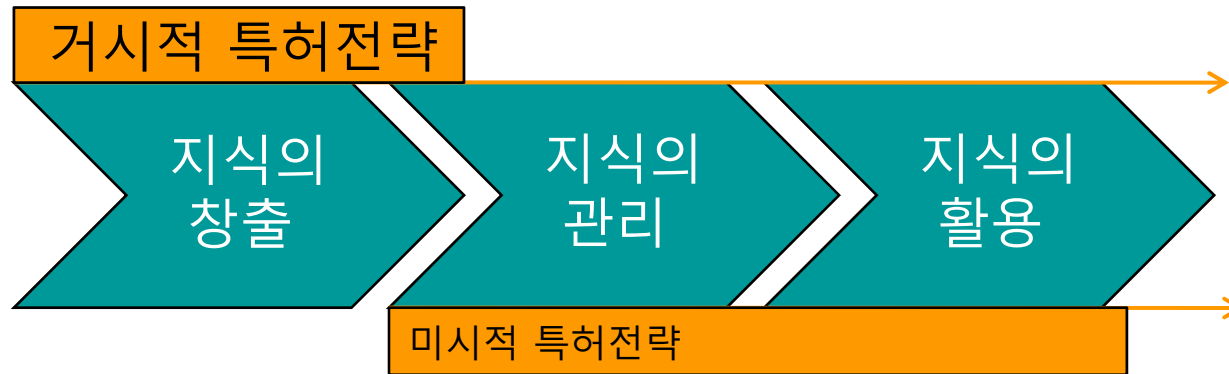 거시적 특허전략
지식의
창출
지식의
관리
지식의
활용
미시적 특허전략